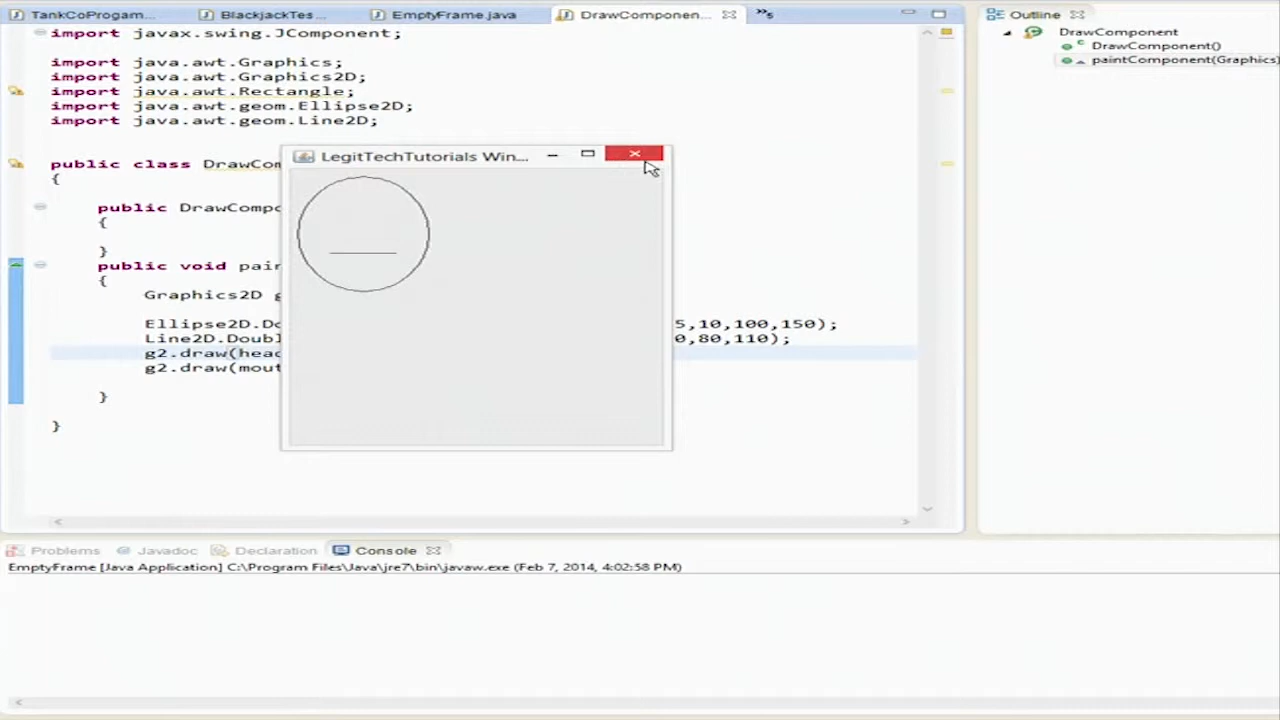 TankCoProgam... BlackjackTes... EmptyFrame.java DrawComponen... »5
import javax.swing.JComponent;
import java.awt.Graphics;
import java.awt.Graphics2D;
import java.awt.Rectangle;
import java.awt.geom.Ellipse2D;
import java.awt.geom.Line2D;
public class DrawCom
{
public DrawCompo
{
}
public void pain
{
Graphics2D g
Ellipse2D.Do 5,10,100,150);
Line2D.Doubl 0,80,110);
g2.draw(head
g2.draw(mout
}
}
LegitTechTutorials Win...
Outline
DrawComponent
DrawComponent()
paintComponent(Graphics)
Problems Javadoc Declaration Console
EmptyFrame [Java Application] C:\Program Files\Java\jre7\bin\javaw.exe (Feb 7, 2014, 4:02:58 PM)